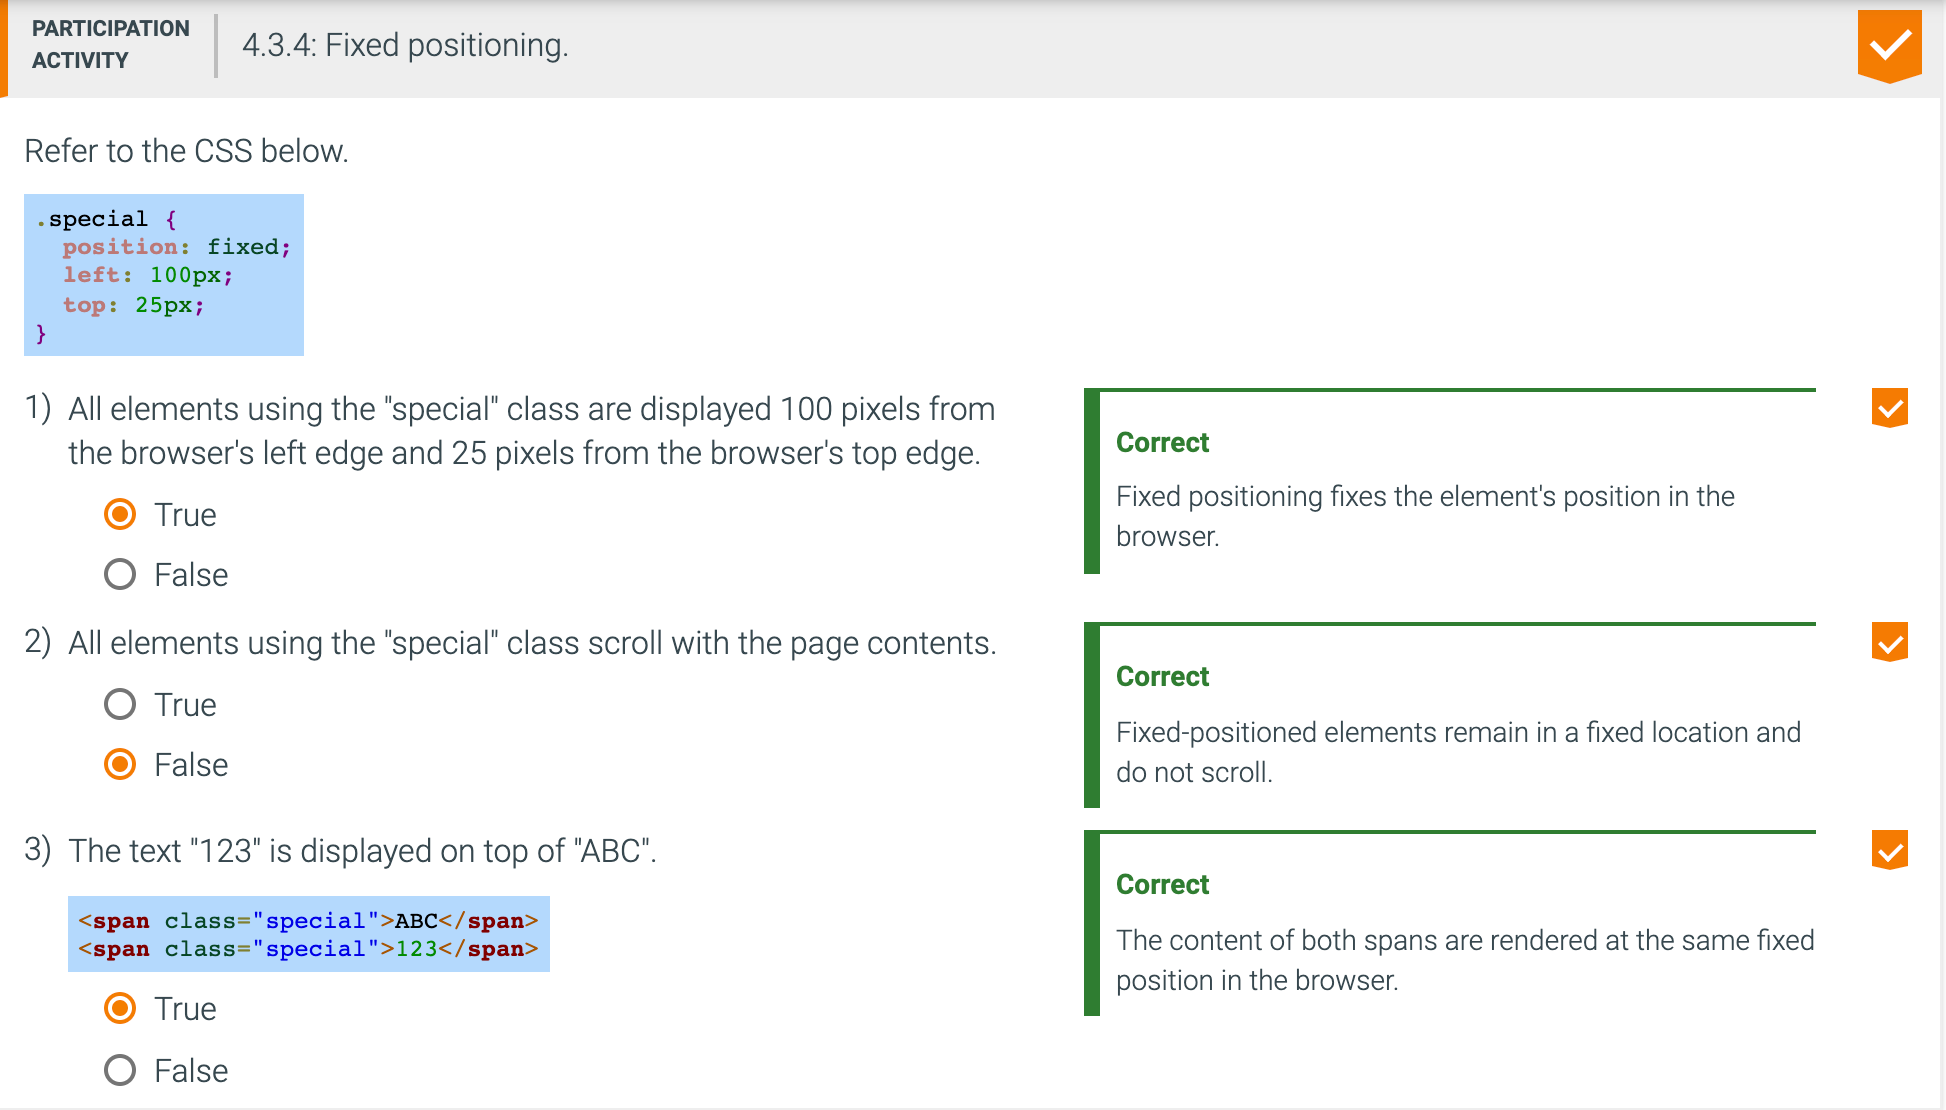 PARTICIPATION
ACTIVITY
4.3.4: Fixed positioning.
Refer to the CSS below.
.special {
  position: fixed;
  left: 100px;
  top: 25px;
}
1) All elements using the "special" class are displayed 100 pixels from
the browser's left edge and 25 pixels from the browser's top edge.
True
False
Correct
Fixed positioning fixes the element's position in the
browser.
2) All elements using the "special" class scroll with the page contents.
True
False
Correct
Fixed-positioned elements remain in a fixed location and
do not scroll.
3) The text "123" is displayed on top of "ABC".
<span class="special">ABC</span>
<span class="special">123</span>
True
False
Correct
The content of both spans are rendered at the same fixed
position in the browser.